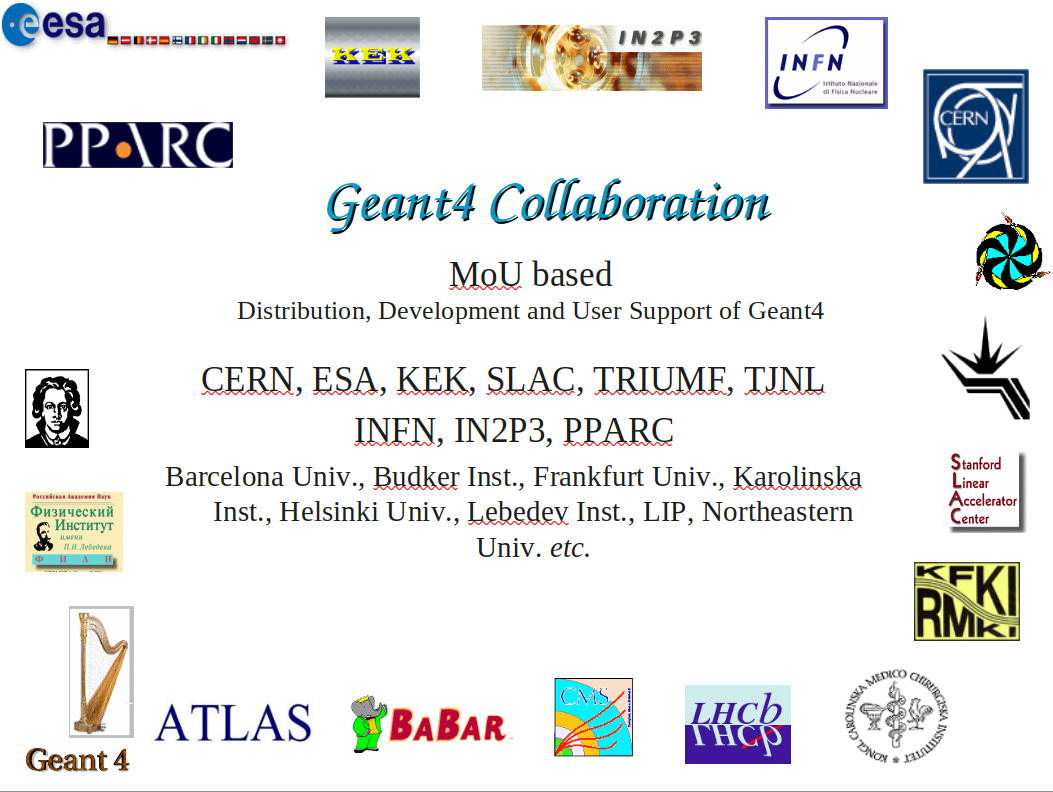 esa
KEK
IN2P3
INFN
Istituto Nazionale
di Fisica Nucleare
CERN
PPARC
Geant4 Collaboration
MoU based
Distribution, Development and User Support of Geant4
CERN, ESA, KEK, SLAC, TRIUMF, TJNL
INFN, IN2P3, PPARC
Barcelona Univ., Budker Inst., Frankfurt Univ., Karolinska
Inst., Helsinki Univ., Lebedev Inst., LIP, Northeastern
Univ. etc.
Российская Академия Наук
Физический
Институт
имени
П.Н.Лебедева
Ф И А Н
Stanford
Linear
Accelerator
Center
KFKI
RMKI
Geant 4
ATLAS
BABAR
CMS
LHCb
LHCb
KONGL CAROLINSKA MEDICO CHIRURGISKA INSTITUTET